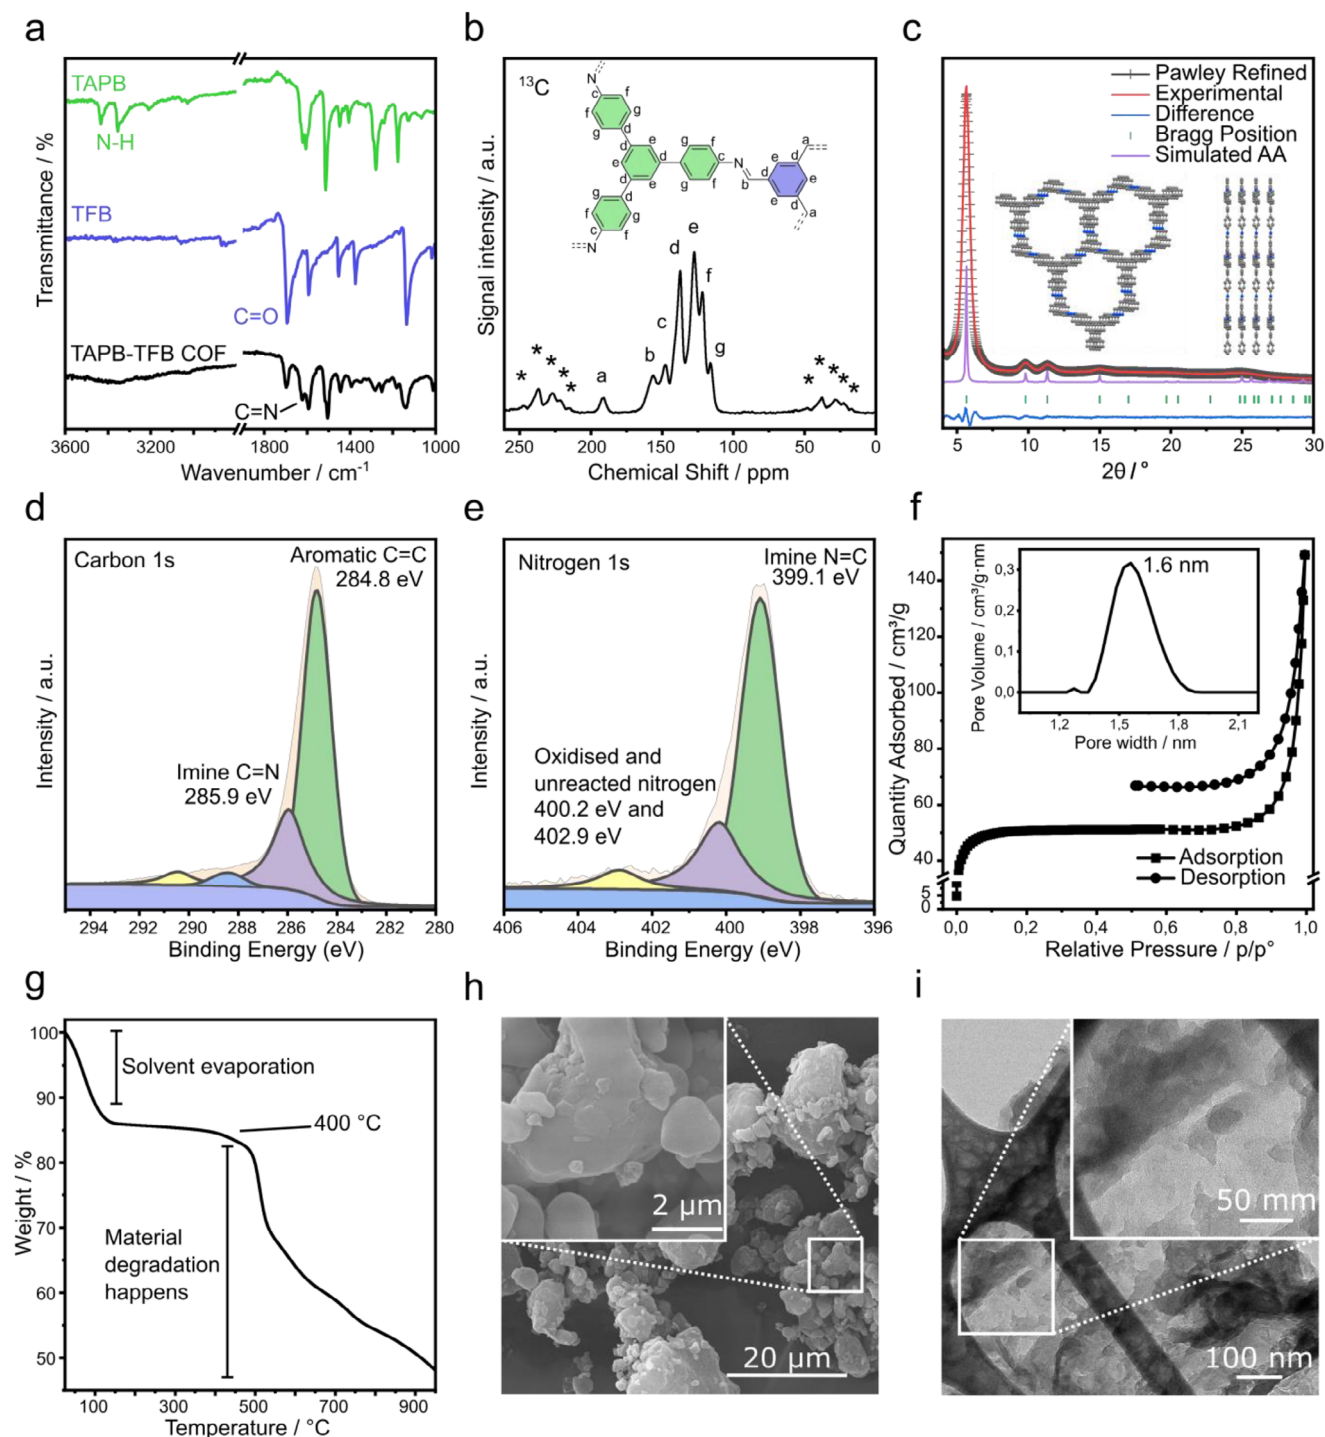 a
TAPB
N-H
TFB
C=O
TAPB-TFB COF
C=N
Transmittance / %
3600 3200 1800 1600 1400 1200 1000
Wavenumber / cm-1
b
13C
N
c
f
f
g
g
d
e
d
d
e
d
e
d
g
f
c
N
b
g
f
d
e
d
a
e
e
d
a
g
d
g
f
f
c
N
a
* * * *
b
c
d
e
f
g
* * * * *
Signal intensity / a.u.
250 200 150 100 50 0
Chemical Shift / ppm
c
Pawley Refined
Experimental
Difference
Bragg Position
Simulated AA
5 10 15 20 25 30
2θ / °
d
Carbon 1s
Aromatic C=C
284.8 eV
Imine C=N
285.9 eV
Intensity / a.u.
294 292 290 288 286 284 282 280
Binding Energy (eV)
e
Nitrogen 1s
Imine N=C
399.1 eV
Oxidised and
unreacted nitrogen
400.2 eV and
402.9 eV
Intensity / a.u.
406 404 402 400 398 396
Binding Energy (eV)
f
Quantity Adsorbed / cm³/g
140
120
100
80
60
40
5
0
Pore Volume / cm³/g·nm
0,3
0,2
0,1
0,0
1.6 nm
1,2 1,5 1,8 2,1
Pore width / nm
Adsorption
Desorption
0,0 0,2 0,4 0,6 0,8 1,0
Relative Pressure / p/p°
g
Weight / %
100
90
80
70
60
50
Solvent evaporation
400 °C
Material
degradation
happens
100 300 500 700 900
Temperature / °C
h
2 µm
20 µm
i
50 mm
100 nm